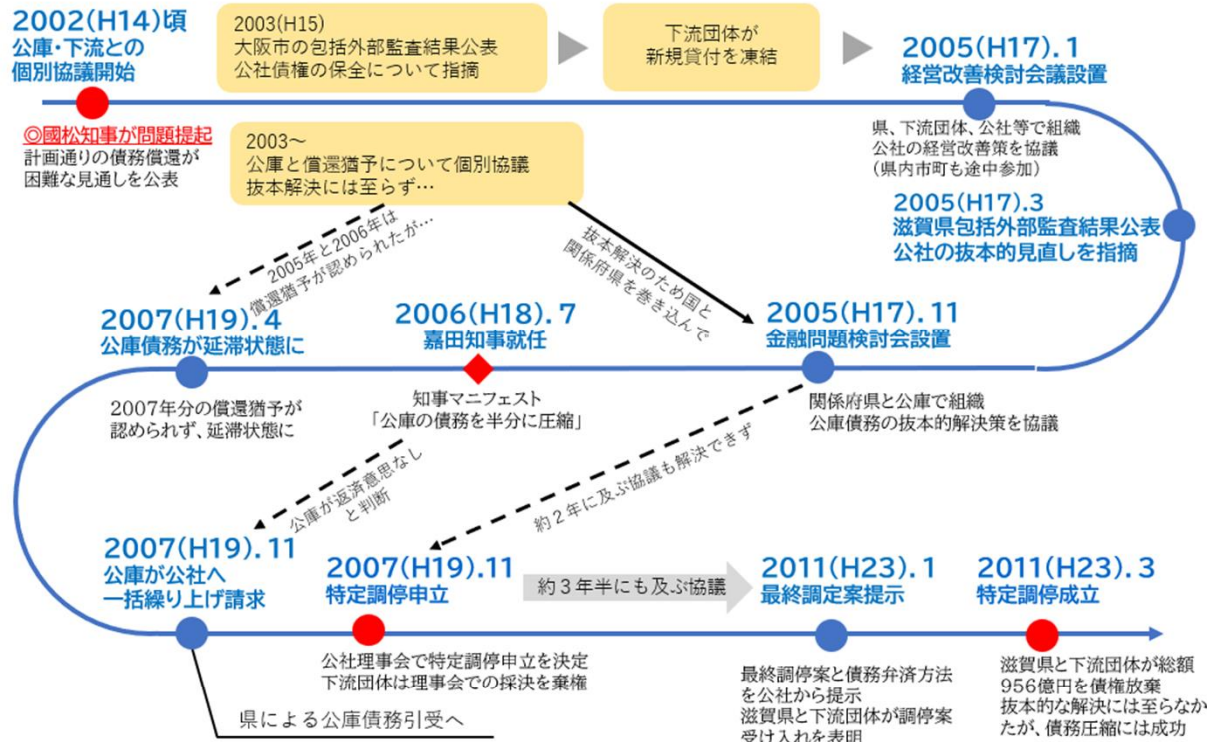 2002(H14)頃
公庫・下流との
個別協議開始
◎國松知事が問題提起
計画通りの債務償還が
困難な見通しを公表
2003(H15)
大阪市の包括外部監査結果公表
公社債権の保全について指摘
下流団体が
新規貸付を凍結
2005(H17).1
経営改善検討会議設置
県、下流団体、公社等で組織
公社の経営改善策を協議
(県内市町も途中参加)
2003～
公庫と償還猶予について個別協議
抜本解決には至らず…
2005(H17).3
滋賀県包括外部監査結果公表
公社の抜本的見直しを指摘
2005年と2006年は
償還猶予が認められたが…
抜本解決のため国と
関係府県を巻き込んで
2005(H17).11
金融問題検討会設置
関係府県と公庫で組織
公庫債務の抜本的解決策を協議
2006(H18).7
嘉田知事就任
知事マニフェスト
「公庫の債務を半分に圧縮」
2007(H19).4
公庫債務が延滞状態に
2007年分の償還猶予が
認められず、延滞状態に
公庫が返済意思なし
と判断
約２年に及ぶ協議も解決できず
2007(H19).11
公庫が公社へ
一括繰り上げ請求
県による公庫債務引受へ
2007(H19).11
特定調停申立
公社理事会で特定調停申立を決定
下流団体は理事会での採決を棄権
約３年半にも及ぶ協議
2011(H23).1
最終調定案提示
最終調停案と債務弁済方法
を公社から提示
滋賀県と下流団体が調停案
受け入れを表明
2011(H23).3
特定調停成立
滋賀県と下流団体が総額
956億円を債権放棄
抜本的な解決には至らなか
たが、債務圧縮には成功